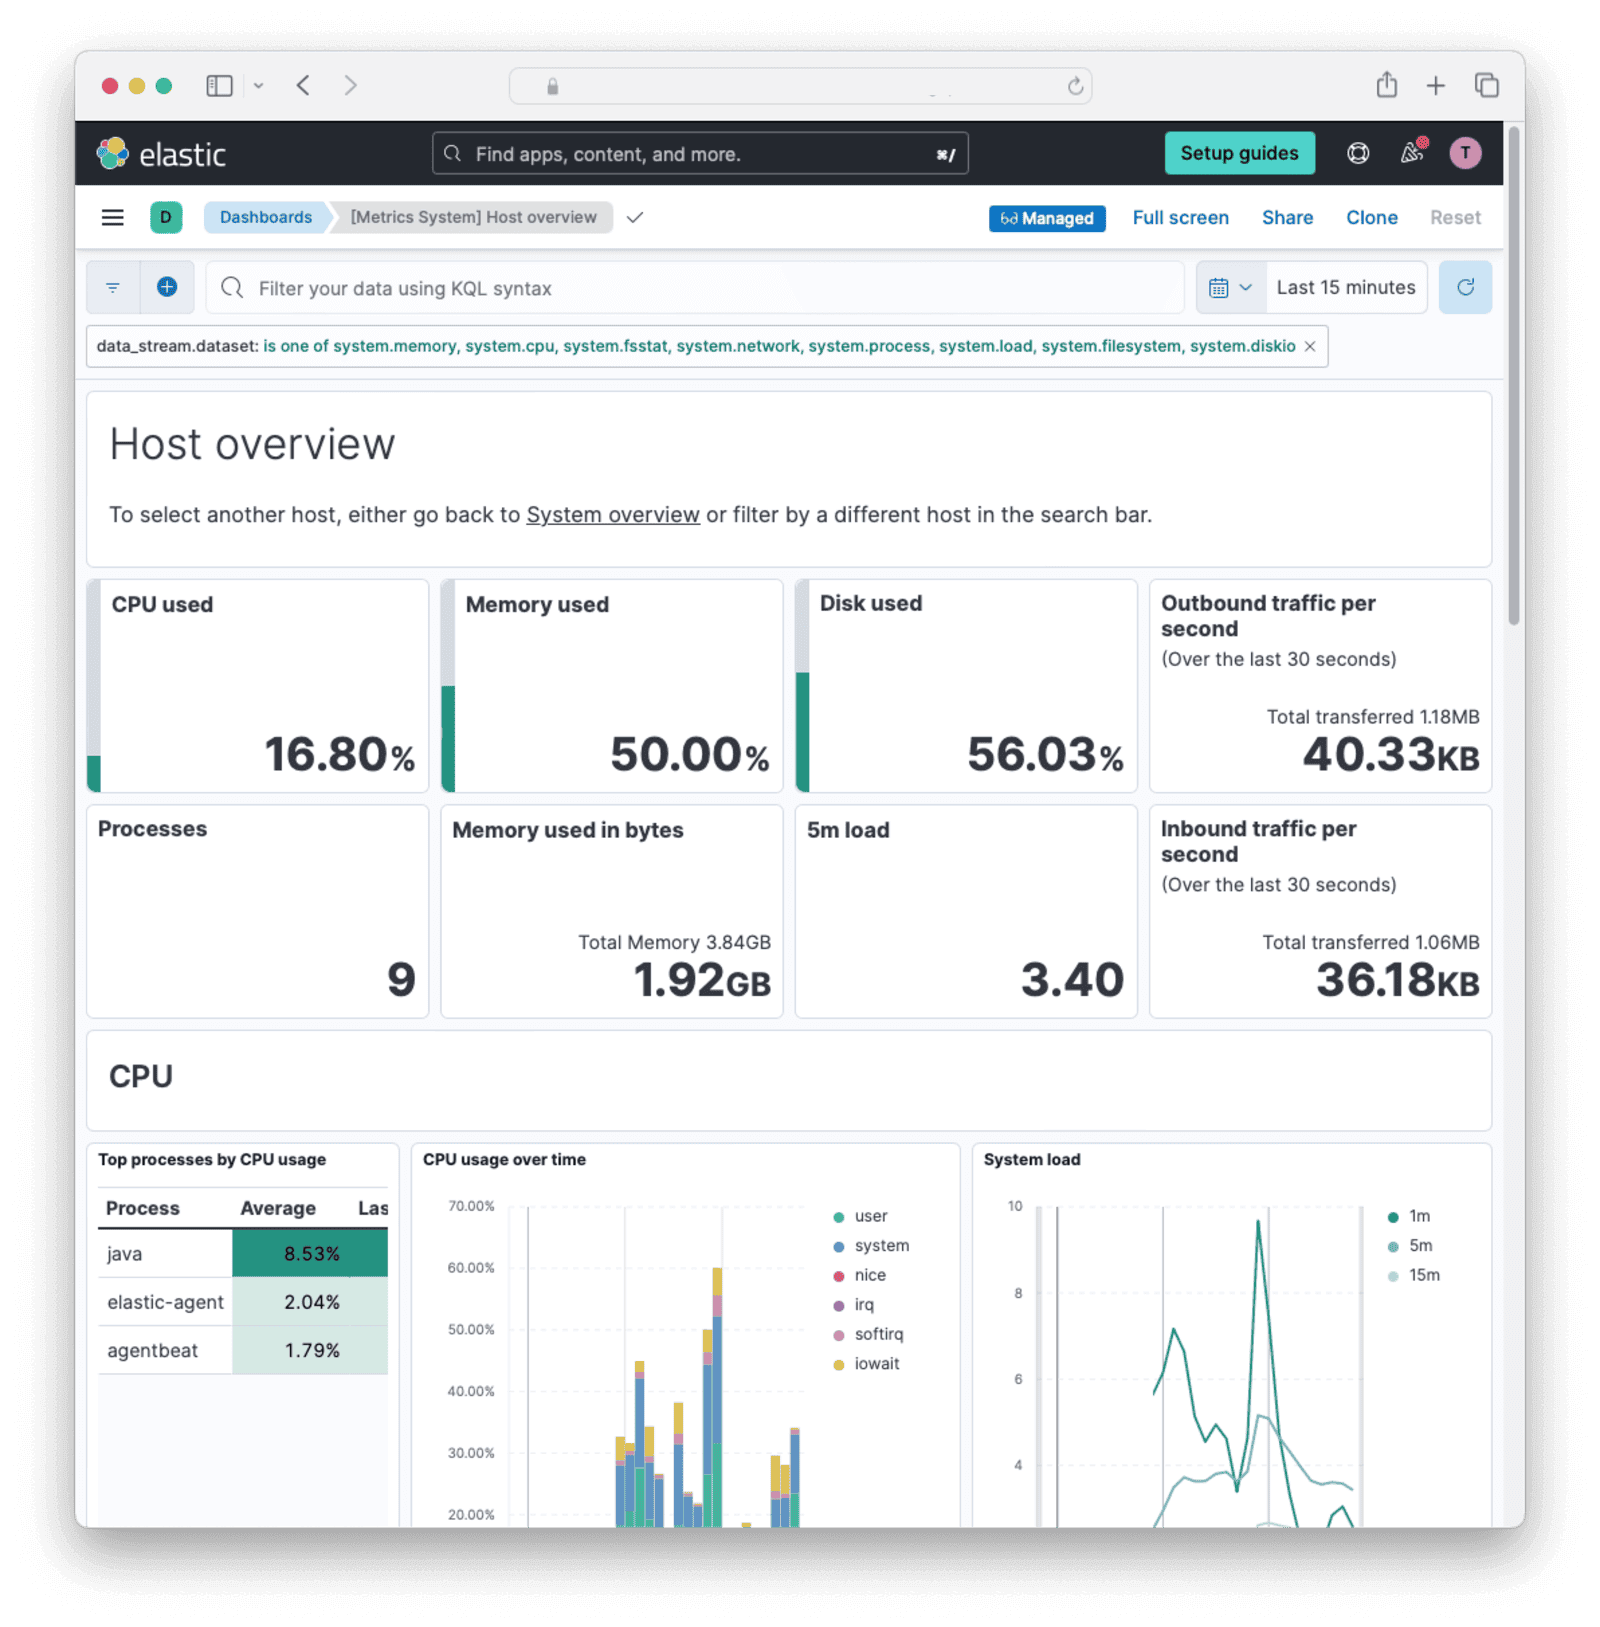 elastic
Find apps, content, and more.
⌘/
Setup guides
T
D
Dashboards
[Metrics System] Host overview
Managed
Full screen
Share
Clone
Reset
Filter your data using KQL syntax
Last 15 minutes
data_stream.dataset: is one of system.memory, system.cpu, system.fsstat, system.network, system.process, system.load, system.filesystem, system.diskio ×
Host overview
To select another host, either go back to System overview or filter by a different host in the search bar.
CPU used
16.80%
Memory used
50.00%
Disk used
56.03%
Outbound traffic per
second
(Over the last 30 seconds)
Total transferred 1.18MB
40.33KB
Processes
9
Memory used in bytes
Total Memory 3.84GB
1.92GB
5m load
3.40
Inbound traffic per
second
(Over the last 30 seconds)
Total transferred 1.06MB
36.18KB
CPU
Top processes by CPU usage
Process Average Las
java 8.53%
elastic-agent 2.04%
agentbeat 1.79%
CPU usage over time
70.00%
60.00%
50.00%
40.00%
30.00%
20.00%
user
system
nice
irq
softirq
iowait
System load
10
8
6
4
1m
5m
15m